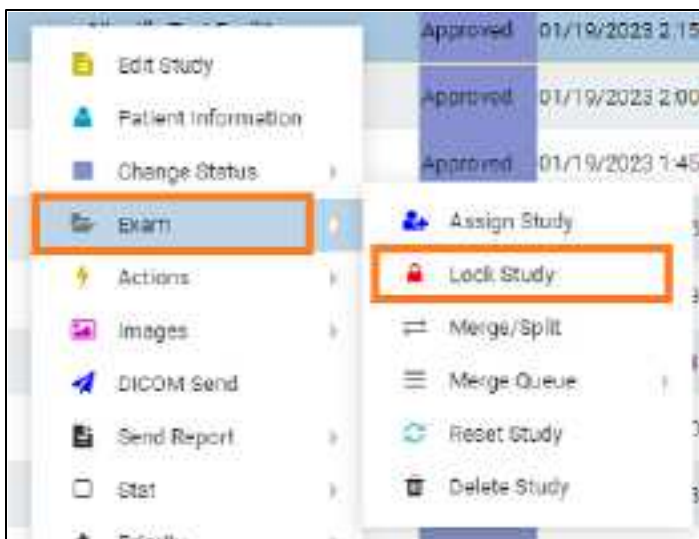 Approved 01/19/2023 2:15
Edit Study
Approved 01/19/2023 2:00
Patient Information
Change Status
Approved 01/19/2023 1:45
Exam
Assign Study
Actions
Lock Study
Images
Merge/Split
DICOM Send
Merge Queue
Send Report
Reset Study
Stat
Delete Study